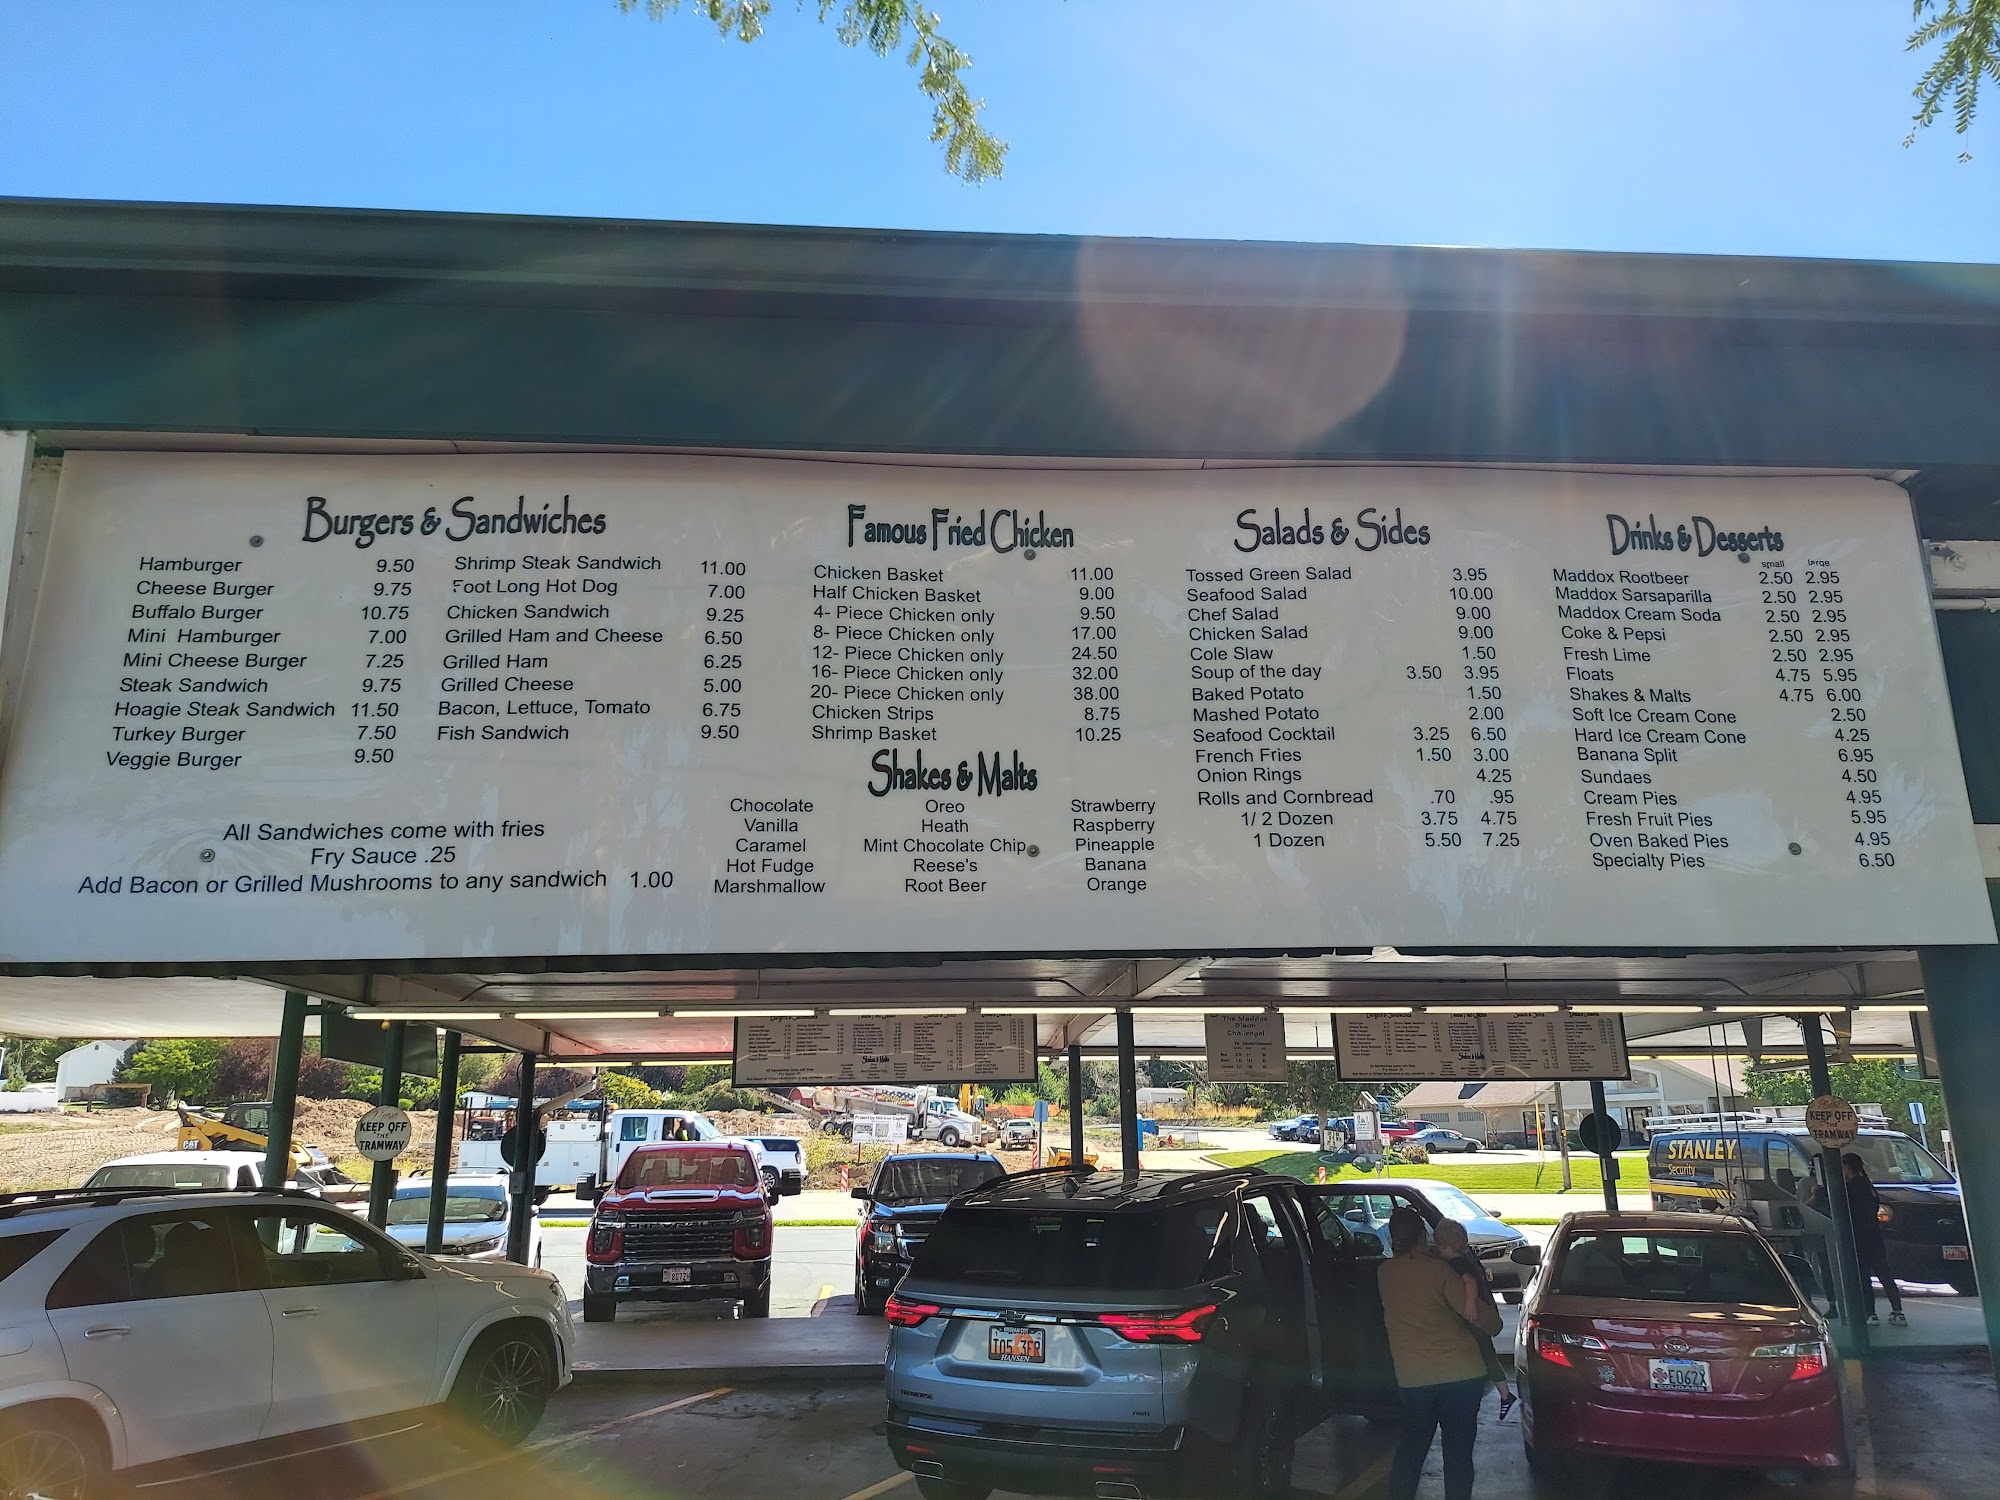 Burgers & Sandwiches
Hamburger 9.50
Cheese Burger 9.75
Buffalo Burger 10.75
Mini Hamburger 7.00
Mini Cheese Burger 7.25
Steak Sandwich 9.75
Hoagie Steak Sandwich 11.50
Turkey Burger 7.50
Veggie Burger 9.50
Shrimp Steak Sandwich 11.00
Foot Long Hot Dog 7.00
Chicken Sandwich 9.25
Grilled Ham and Cheese 6.50
Grilled Ham 6.25
Grilled Cheese 5.00
Bacon, Lettuce, Tomato 6.75
Fish Sandwich 9.50
All Sandwiches come with fries
Fry Sauce .25
Add Bacon or Grilled Mushrooms to any sandwich 1.00
Famous Fried Chicken
Chicken Basket 11.00
Half Chicken Basket 9.00
4- Piece Chicken only 9.50
8- Piece Chicken only 17.00
12- Piece Chicken only 24.50
16- Piece Chicken only 32.00
20- Piece Chicken only 38.00
Chicken Strips 8.75
Shrimp Basket 10.25
Shakes & Malts
Chocolate Oreo Strawberry
Vanilla Heath Raspberry
Caramel Mint Chocolate Chip Pineapple
Hot Fudge Reese's Banana
Marshmallow Root Beer Orange
Salads & Sides
Tossed Green Salad 3.95
Seafood Salad 10.00
Chef Salad 9.00
Chicken Salad 9.00
Cole Slaw 1.50
Soup of the day 3.50 3.95
Baked Potato 1.50
Mashed Potato 2.00
Seafood Cocktail 3.25 6.50
French Fries 1.50 3.00
Onion Rings 4.25
Rolls and Cornbread .70 .95
1/ 2 Dozen 3.75 4.75
1 Dozen 5.50 7.25
Drinks & Desserts
small large
Maddox Rootbeer 2.50 2.95
Maddox Sarsaparilla 2.50 2.95
Maddox Cream Soda 2.50 2.95
Coke & Pepsi 2.50 2.95
Fresh Lime 2.50 2.95
Floats 4.75 5.95
Shakes & Malts 4.75 6.00
Soft Ice Cream Cone 2.50
Hard Ice Cream Cone 4.25
Banana Split 6.95
Sundaes 4.50
Cream Pies 4.95
Fresh Fruit Pies 5.95
Oven Baked Pies 4.95
Specialty Pies 6.50
The Maddox
Bison
Challenge!
Shakes & Malts
Shakes & Malts
KEEP OFF
THE
TRAMWAY
KEEP OFF
THE
TRAMWAY
CAT
STANLEY
Security
CHEVROLET
HANSEN
TRAVERSE
E062X
COUGARS